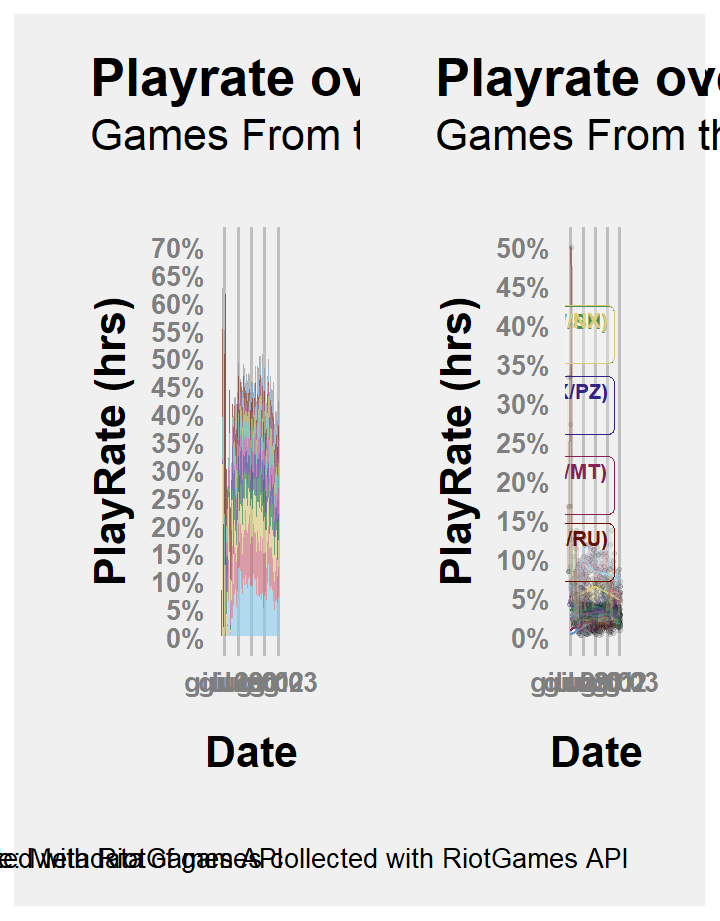 Playrate ov
Games From t
PlayRate (hrs)
70%
65%
60%
55%
50%
45%
40%
35%
30%
25%
20%
15%
10%
5%
0%
Date
Playrate ove
Games From th
PlayRate (hrs)
50%
45%
40%
35%
30%
25%
20%
15%
10%
5%
0%
/PZ)
/MT)
/RU)
Date
collected with RiotGames API